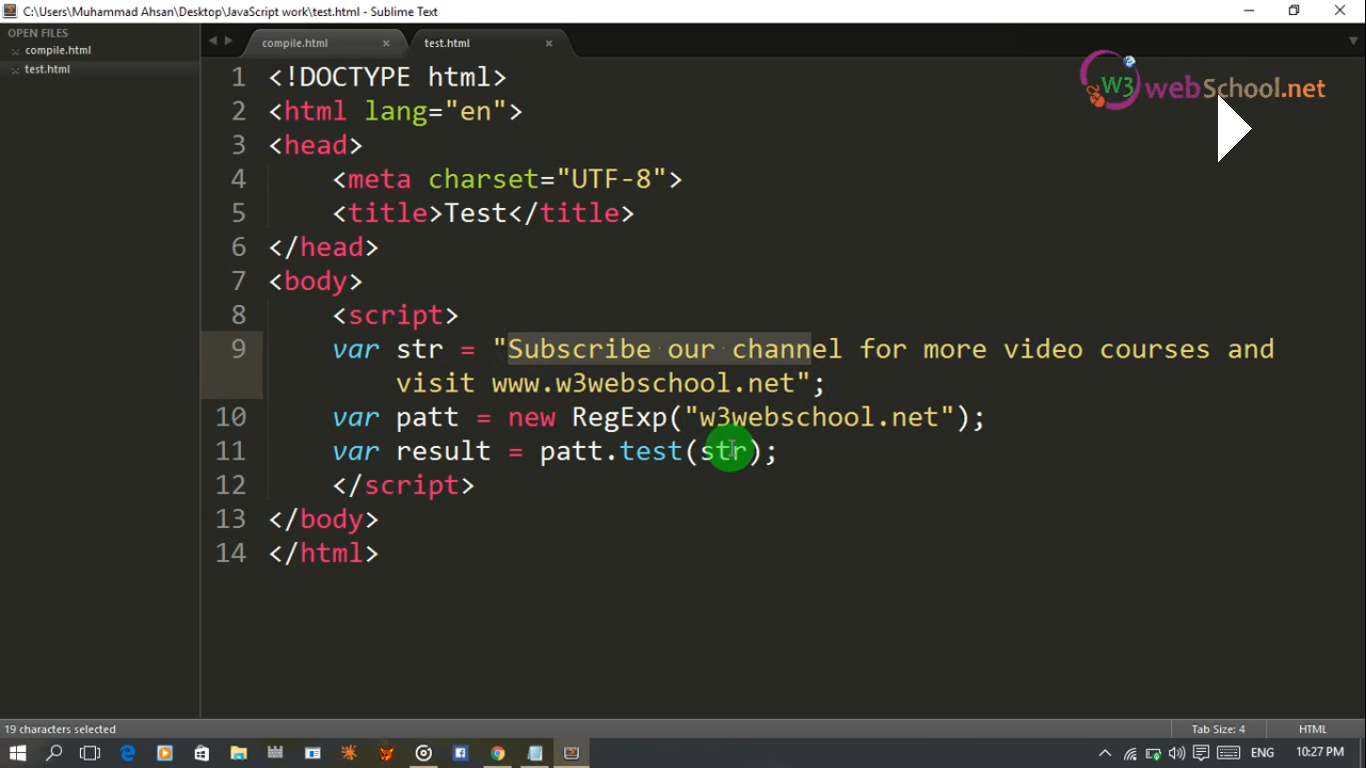 C:\Users\Muhammad Ahsan\Desktop\JavaScript work\test.html - Sublime Text
OPEN FILES
compile.html
test.html
compile.html
test.html
W3 webSchool.net
1 <!DOCTYPE html>
2 <html lang="en">
3 <head>
4 <meta charset="UTF-8">
5 <title>Test</title>
6 </head>
7 <body>
8 <script>
9 var str = "Subscribe our channel for more video courses and
visit www.w3webschool.net";
10 var patt = new RegExp("w3webschool.net");
11 var result = patt.test(str);
12 </script>
13 </body>
14 </html>
19 characters selected
Tab Size: 4
HTML
ENG
10:27 PM